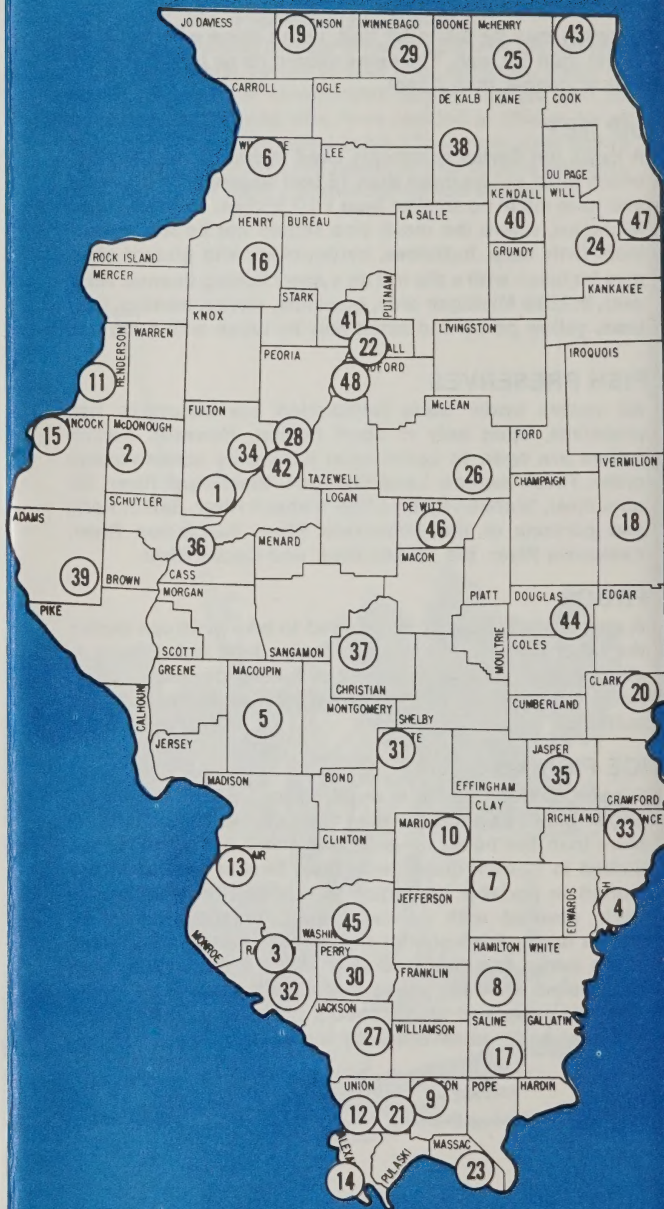 JO DAVIESS
19
ENSON
WINNEBAGO
29
BOONE
McHENRY
25
43
CARROLL
OGLE
DE KALB
38
KANE
COOK
6
LEE
DU PAGE
KENDALL
40
WILL
24
47
HENRY
16
BUREAU
LA SALLE
GRUNDY
ROCK ISLAND
MERCER
KANKAKEE
STARK
PUTNAM
41
22
ALL
KNOX
LIVINGSTON
IROQUOIS
HENDERSON
11
WARREN
PEORIA
48
FORD
McLEAN
26
15
ANCOCK
McDONOUGH
2
FULTON
34
1
28
42
TAZEWELL
FORD
VERMILION
18
CHAMPAIGN
SCHUYLER
LOGAN
DE WITT
46
ADAMS
39
36
MENARD
MACON
BROWN
CASS
MORGAN
PIATT
DOUGLAS
44
EDGAR
PIKE
SCOTT
SANGAMON
37
CHRISTIAN
MOULTRIE
COLES
GREENE
MACOUPIN
5
CLARK
20
CALHOUN
MONTGOMERY
SHELBY
CUMBERLAND
JERSEY
31
JASPER
35
MADISON
BOND
EFFINGHAM
CRAWFORD
CLAY
RICHLAND
33
CLINTON
MARION
10
13
AIR
7
EDWARDS
4
JEFFERSON
MONROE
45
3
PERRY
30
HAMILTON
8
WHITE
FRANKLIN
32
JACKSON
27
WILLIAMSON
SALINE
17
GALLATIN
UNION
12
21
9
POPE
HARDIN
14
PULASKI
MASSAC
23